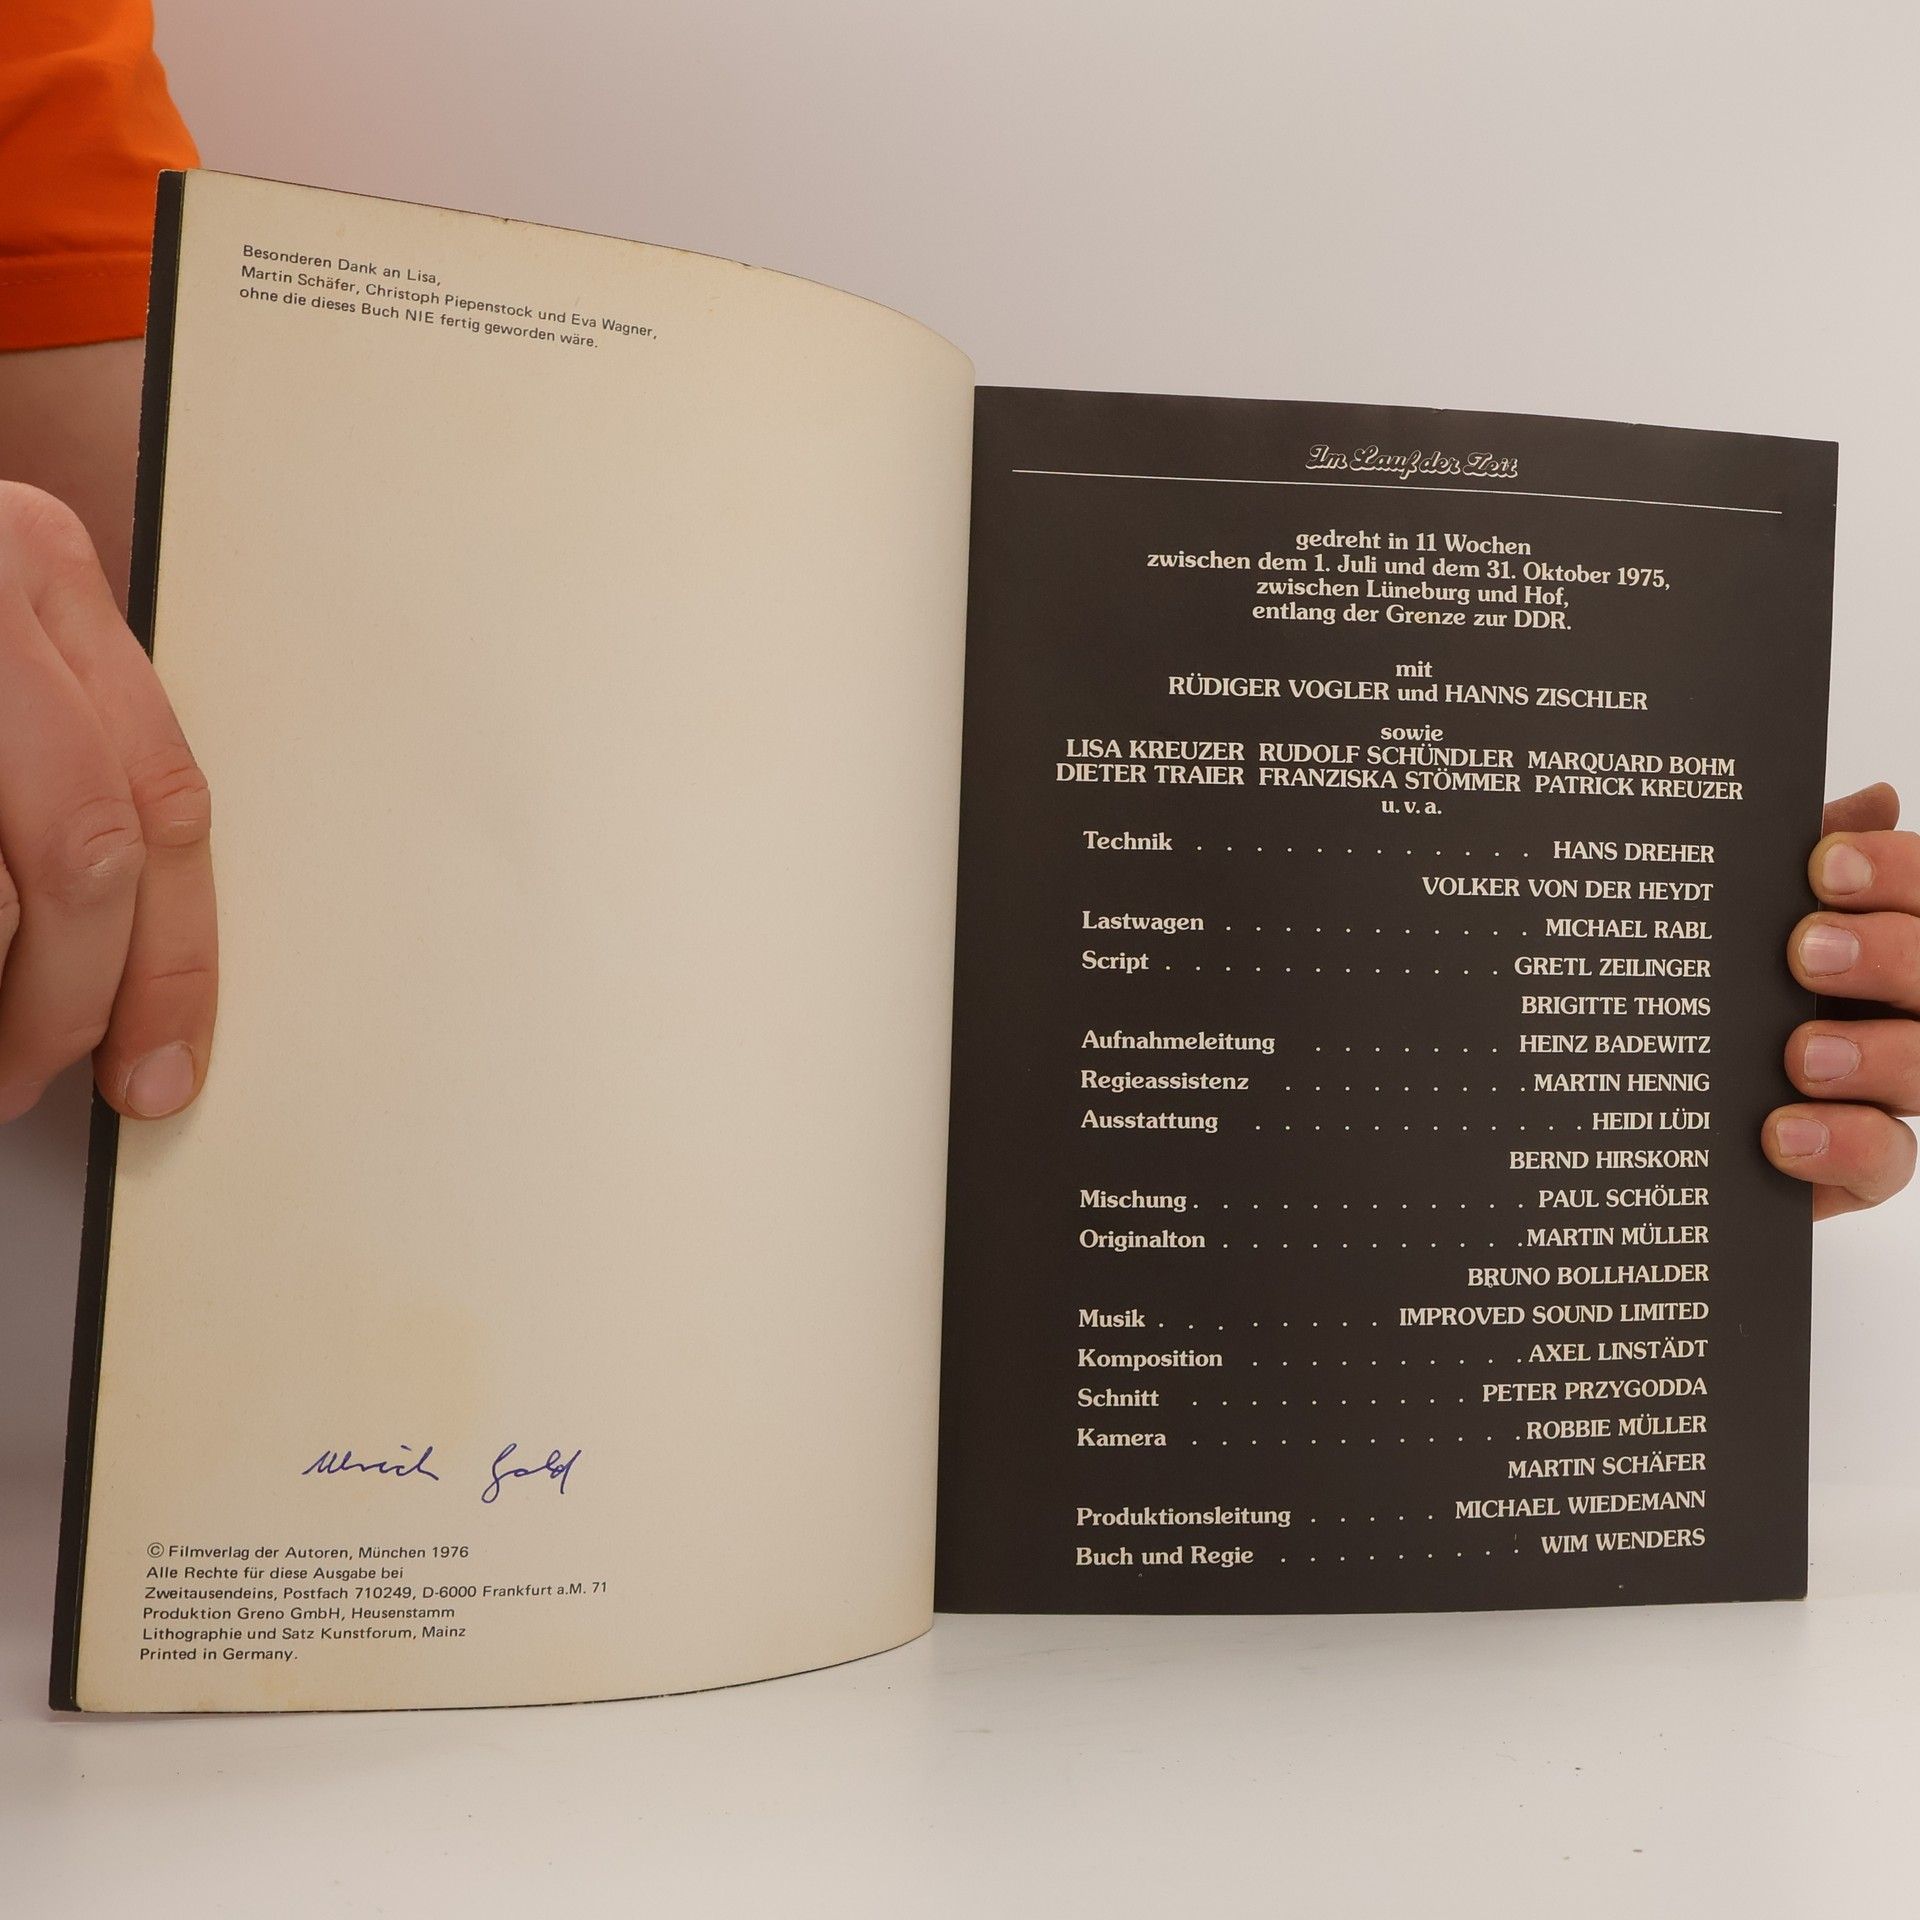 Besonderen Dank an Lisa,
Martin Schäfer, Christoph Piepenstock und Eva Wagner,
ohne die dieses Buch NIE fertig geworden wäre.
Ulrich Gold
© Filmverlag der Autoren, München 1976
Alle Rechte für diese Ausgabe bei
Zweitausendeins, Postfach 710249, D-6000 Frankfurt a.M. 71
Produktion Greno GmbH, Heusenstamm
Lithographie und Satz Kunstforum, Mainz
Printed in Germany.
Im Lauf der Zeit
gedreht in 11 Wochen
zwischen dem 1. Juli und dem 31. Oktober 1975,
zwischen Lüneburg und Hof,
entlang der Grenze zur DDR.
mit
RÜDIGER VOGLER und HANNS ZISCHLER
sowie
LISA KREUZER RUDOLF SCHÜNDLER MARQUARD BOHM
DIETER TRAIER FRANZISKA STÖMMER PATRICK KREUZER
u. v. a.
Technik . . . . . . . . . . . . HANS DREHER
VOLKER VON DER HEYDT
Lastwagen . . . . . . . . . . . MICHAEL RABL
Script . . . . . . . . . . . . GRETL ZEILINGER
BRIGITTE THOMS
Aufnahmeleitung . . . . . . . HEINZ BADEWITZ
Regieassistenz . . . . . . . . . MARTIN HENNIG
Ausstattung . . . . . . . . . . . . HEIDI LÜDI
BERND HIRSKORN
Mischung . . . . . . . . . . . . PAUL SCHÖLER
Originalton . . . . . . . . . . . MARTIN MÜLLER
BRUNO BOLLHALDER
Musik . . . . . . . . IMPROVED SOUND LIMITED
Komposition . . . . . . . . . . AXEL LINSTÄDT
Schnitt . . . . . . . . . . PETER PRZYGODDA
Kamera . . . . . . . . . . . . ROBBIE MÜLLER
MARTIN SCHÄFER
Produktionsleitung . . . . . MICHAEL WIEDEMANN
Buch und Regie . . . . . . . . . WIM WENDERS